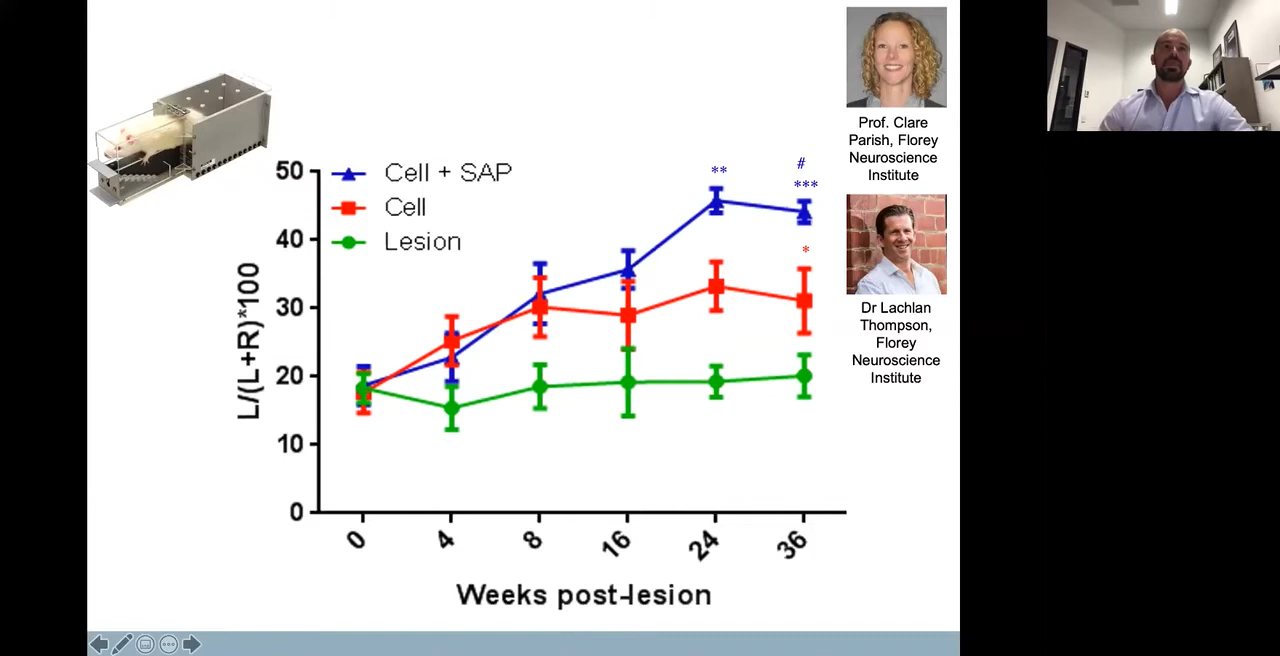 Prof. Clare
Parish, Florey
Neuroscience
Institute
Dr Lachlan
Thompson,
Florey
Neuroscience
Institute
Cell + SAP
Cell
Lesion
**
#
***
*
L/(L+R)*100
50
40
30
20
10
0
0
4
8
16
24
36
Weeks post-lesion